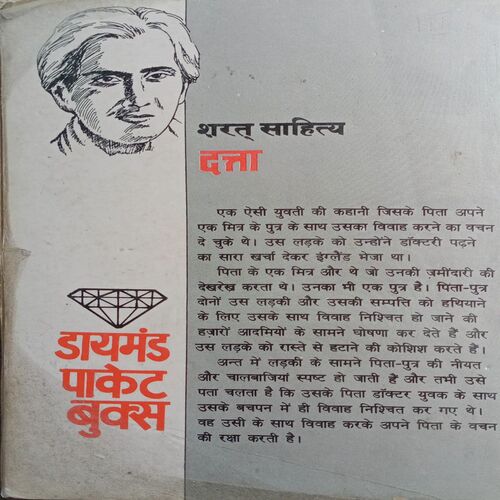 शरत् साहित्य
दत्ता
एक ऐसी युवती की कहानी जिसके पिता अपने
एक मित्र के पुत्र के साथ उसका विवाह करने का वचन
दे चुके थे। उस लड़के को उन्होंने डॉक्टरी पढ़ने
का सारा खर्चा देकर इंग्लैंड भेजा था।
पिता के एक मित्र और थे जो उनकी ज़मींदारी की
देखरेख करता थे। उनका भी एक पुत्र है। पिता-पुत्र
दोनों उस लड़की और उसकी सम्पत्ति को हथियाने
के लिए उसके साथ विवाह निश्चित हो जाने की
हज़ारों आदमियों के सामने घोषणा कर देते हैं और
उस लड़के को रास्ते से हटाने की कोशिश करते हैं।
अन्त में लड़की के सामने पिता-पुत्र की नीयत
और चालबाजियां स्पष्ट हो जाती हैं और तभी उसे
पता चलता है कि उसके पिता डॉक्टर युवक के साथ
उसके बचपन में ही विवाह निश्चित कर गए थे।
वह उसी के साथ विवाह करके अपने पिता के वचन
की रक्षा करती है।
डायमंड
पाकेट
बुक्स